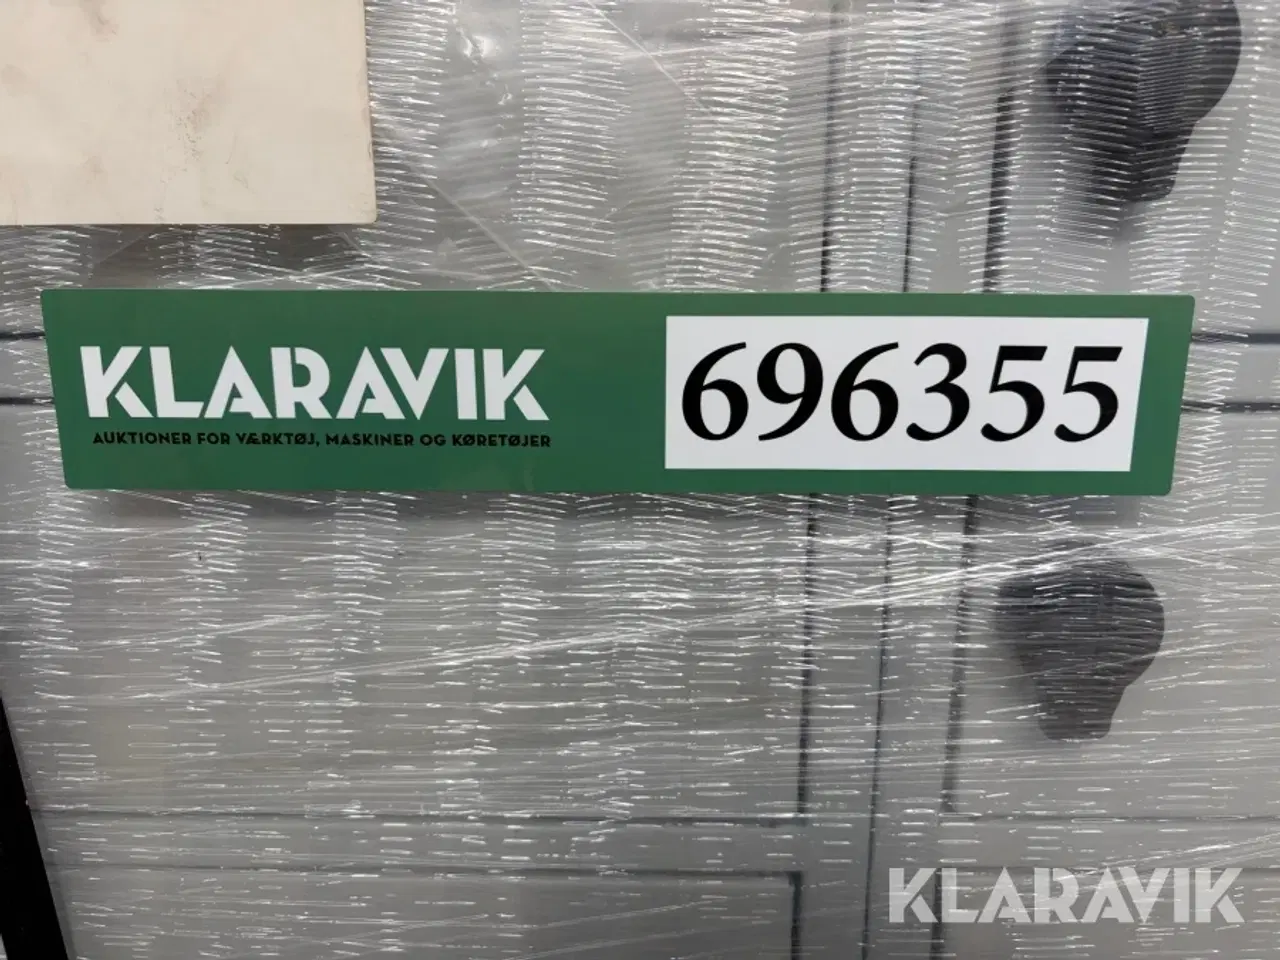 KLARAVIK
AUKTIONER FOR VÆRKTØJ, MASKINER OG KØRETØJER
696355
KLARAVIK